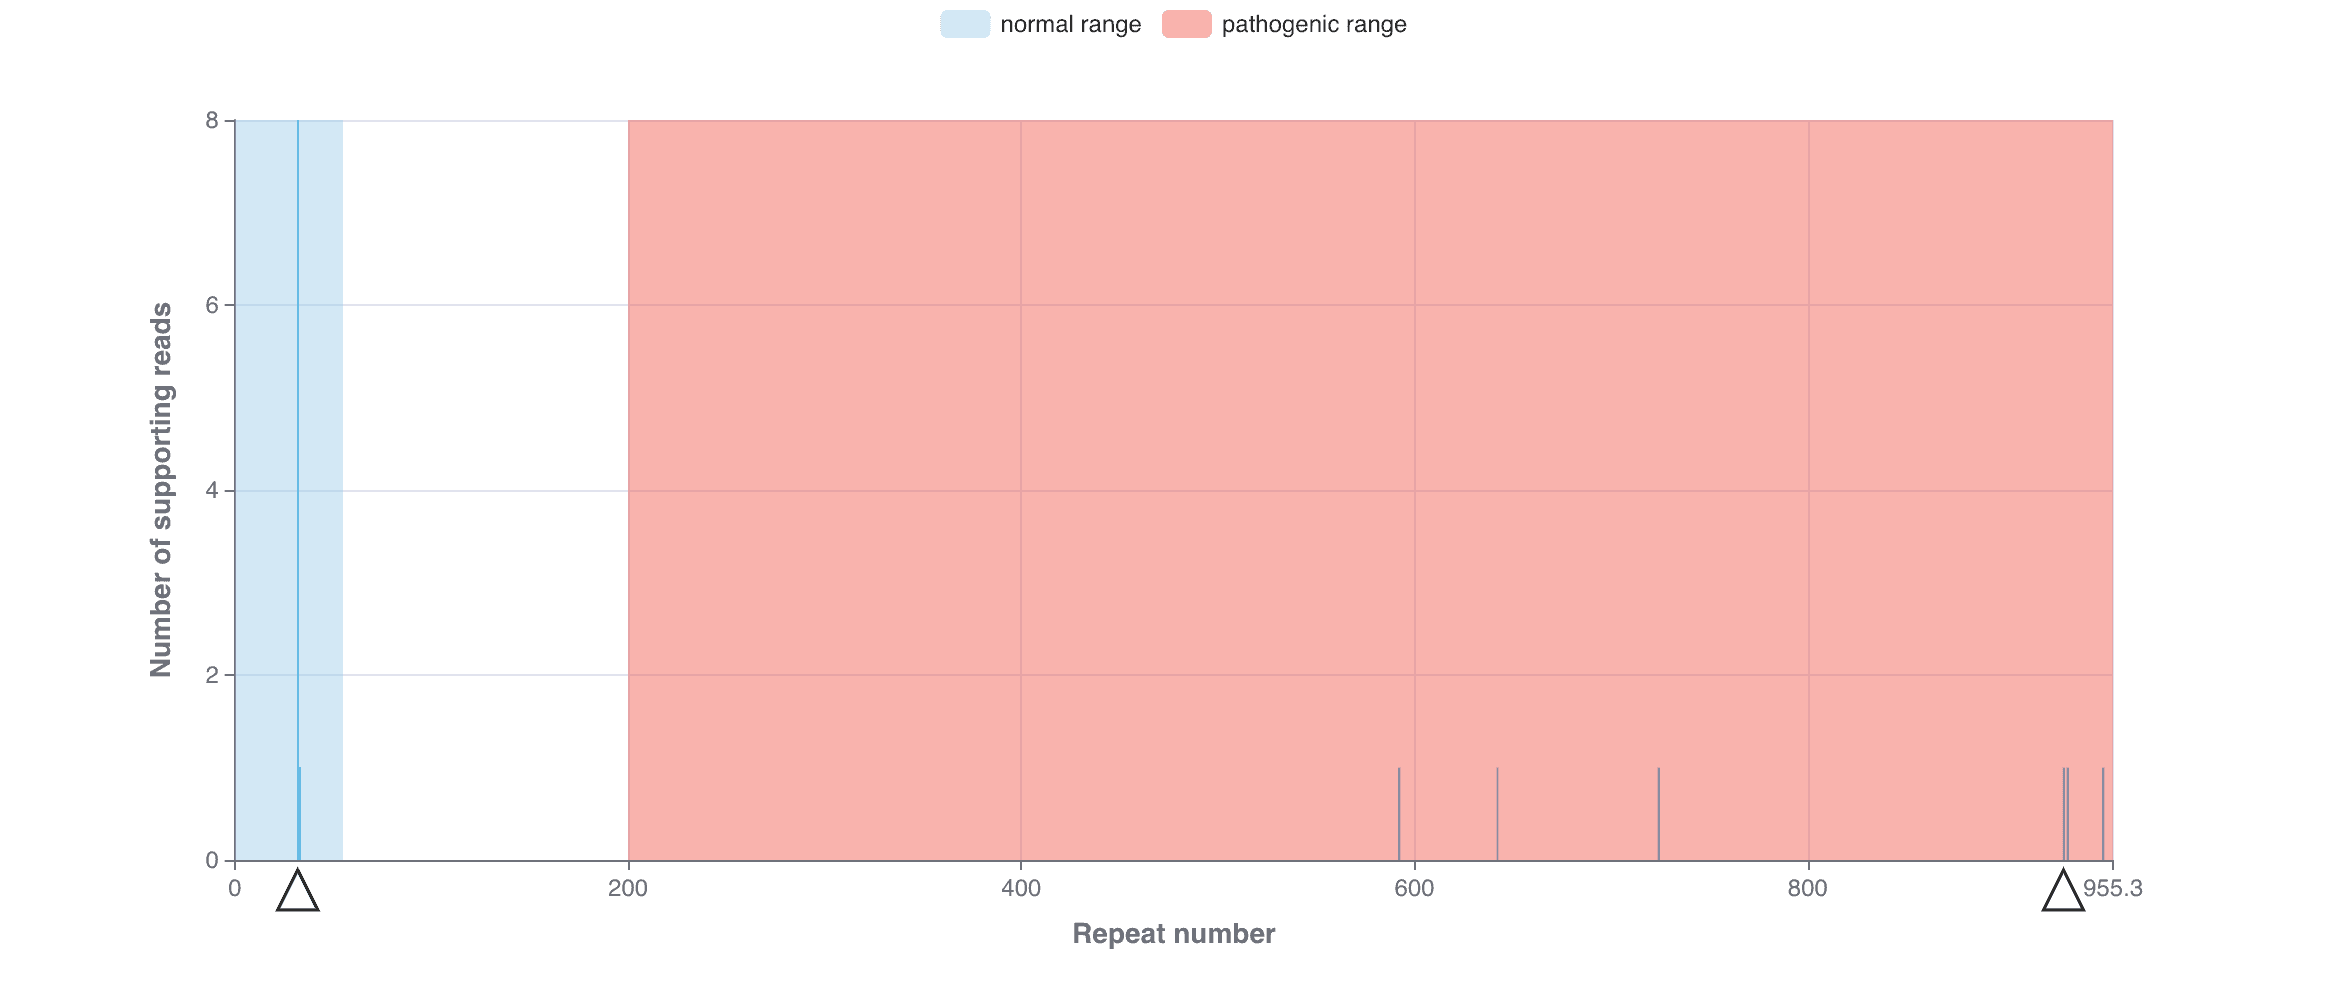 normal range pathogenic range
Number of supporting reads
8
6
4
2
0
0 200 400 600 800 955.3
Repeat number